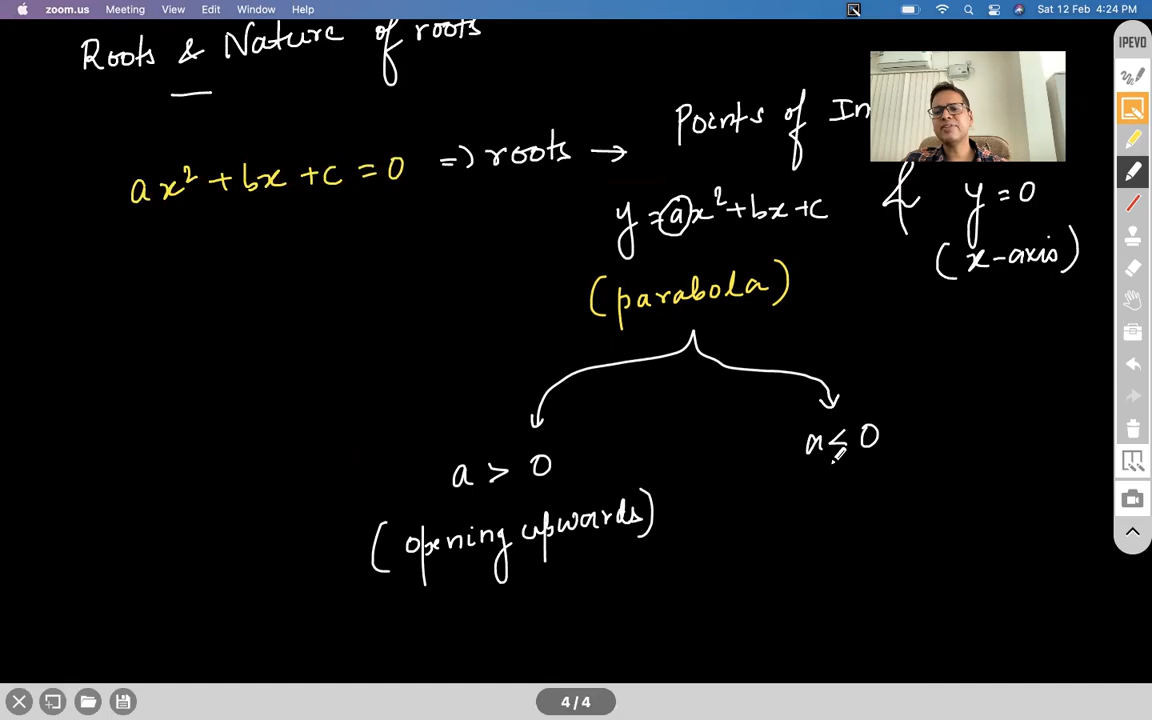 zoom.us Meeting View Edit Window Help Sat 12 Feb 4:24 PM
IPEVO
Roots & Nature of roots
Points of In
ax² + bx + c = 0 => roots →
y = ax² + bx + c & y = 0
(x-axis)
(parabola)
a > 0
a < 0
(opening upwards)
4/4